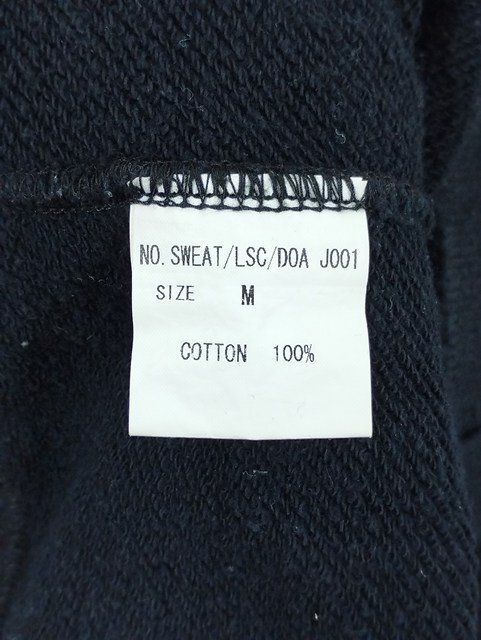 NO. SWEAT/LSC/DOA J001
SIZE M
COTTON 100%